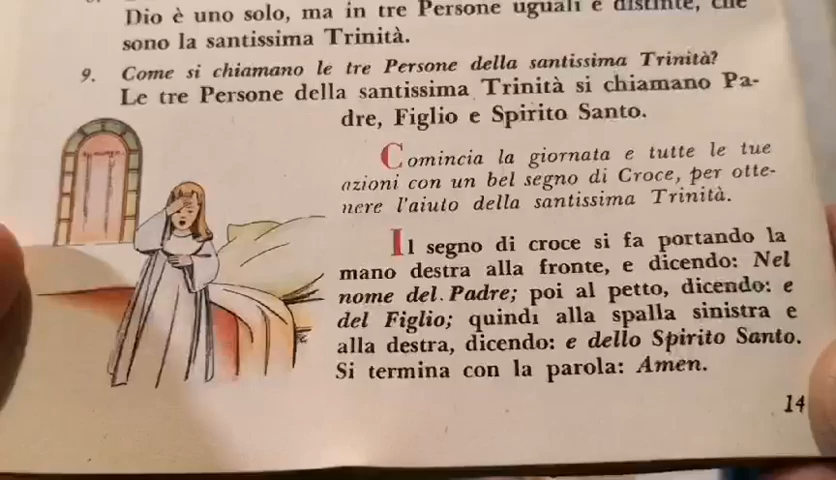 Dio è uno solo, ma in tre Persone uguali e distinte, che
sono la santissima Trinità.
9. Come si chiamano le tre Persone della santissima Trinità?
Le tre Persone della santissima Trinità si chiamano Pa-
dre, Figlio e Spirito Santo.
Comincia la giornata e tutte le tue
azioni con un bel segno di Croce, per otte-
nere l'aiuto della santissima Trinità.
Il segno di croce si fa portando la
mano destra alla fronte, e dicendo: Nel
nome del Padre; poi al petto, dicendo: e
del Figlio; quindi alla spalla sinistra e
alla destra, dicendo: e dello Spirito Santo.
Si termina con la parola: Amen.
14